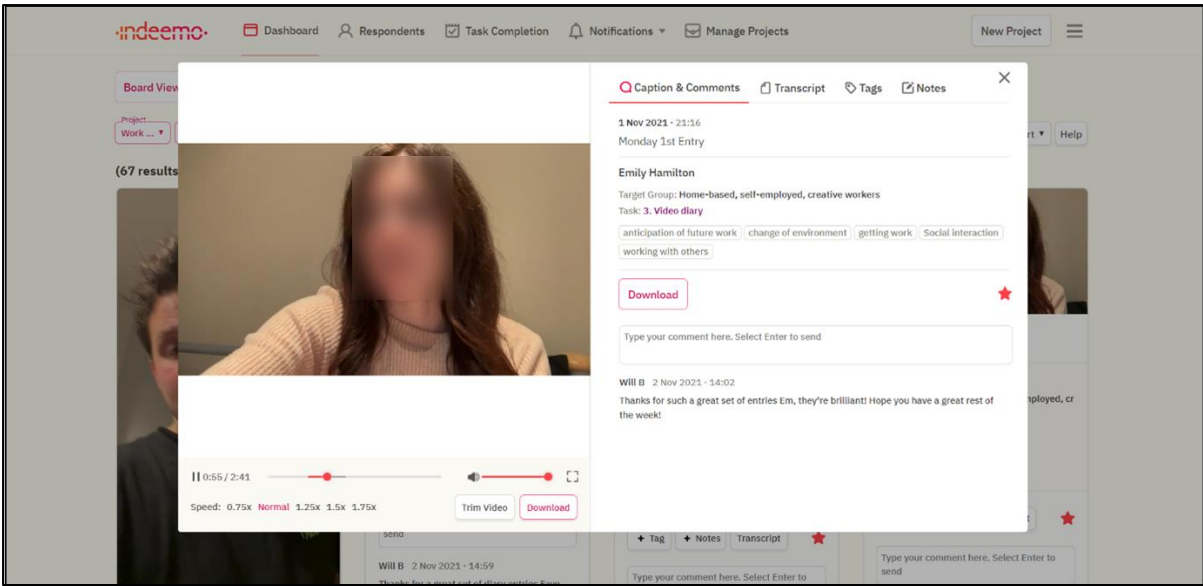 indeemo
Dashboard
Respondents
Task Completion
Notifications
Manage Projects
New Project
Board View
Project
Work ...
Help
(67 results
Caption & Comments
Transcript
Tags
Notes
1 Nov 2021 · 21:16
Monday 1st Entry
Emily Hamilton
Target Group: Home-based, self-employed, creative workers
Task: 3. Video diary
anticipation of future work change of environment getting work Social interaction
working with others
Download
Type your comment here. Select Enter to send
Will B 2 Nov 2021 - 14:02
Thanks for such a great set of entries Em, they're brilliant! Hope you have a great rest of
the week!
0:55 / 2:41
Speed: 0.75x Normal 1.25x 1.5x 1.75x
Trim Video
Download
send
Will B 2 Nov 2021 - 14:59
+ Tag + Notes Transcript
Type your comment here. Select Enter to
Type your comment here. Select Enter to
send